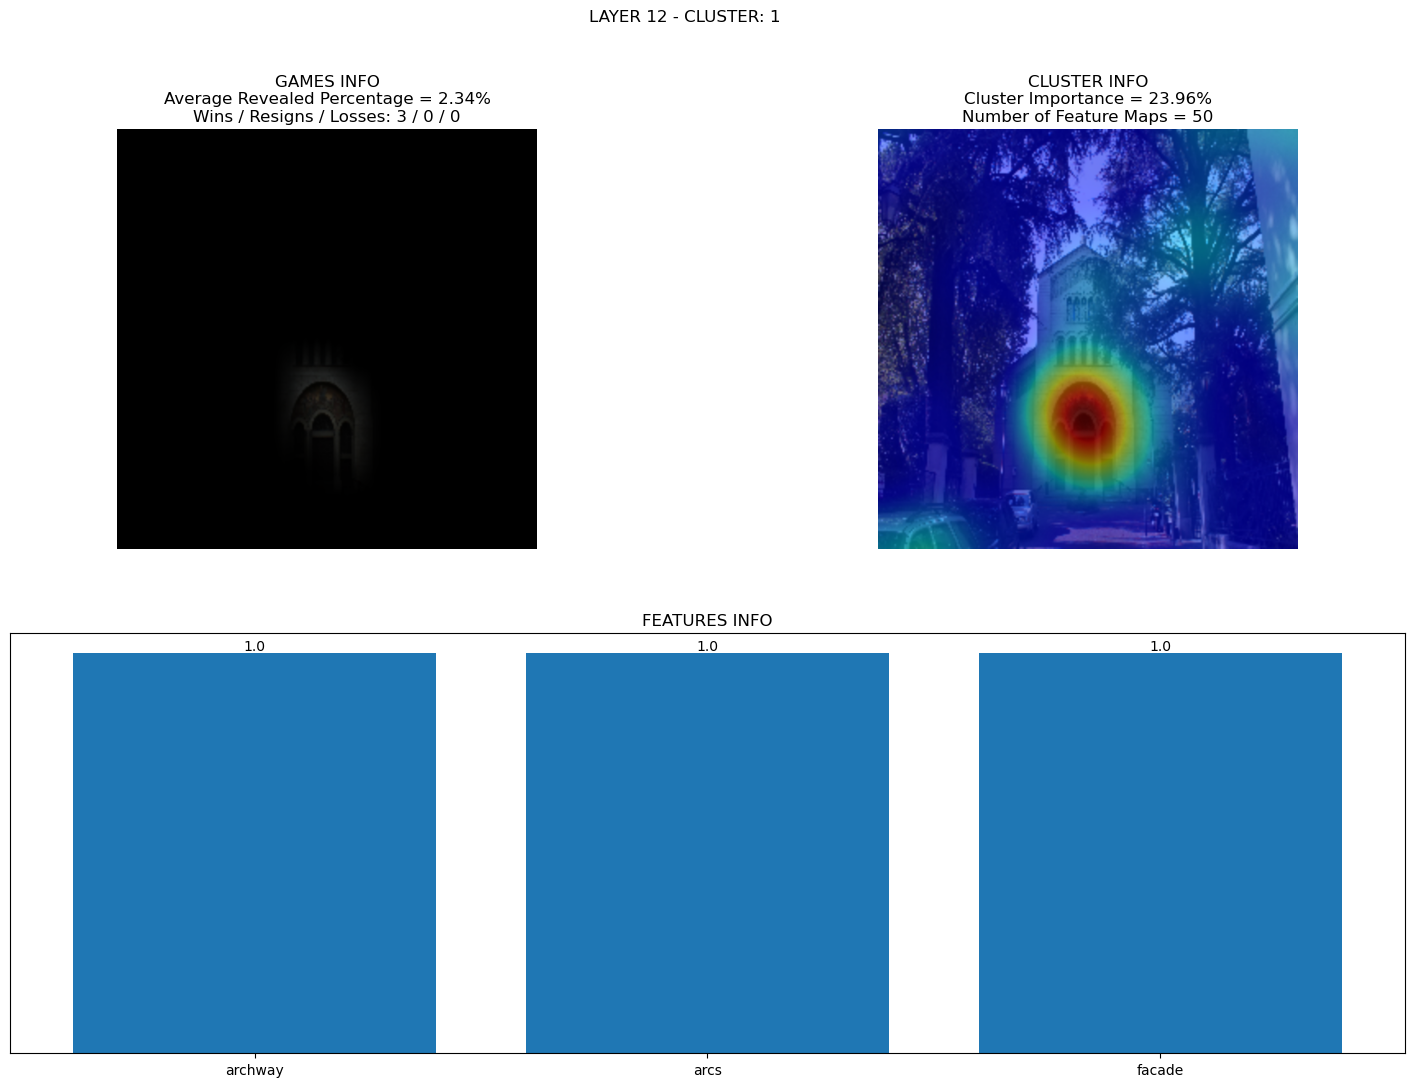 LAYER 12 - CLUSTER: 1
GAMES INFO
Average Revealed Percentage = 2.34%
Wins / Resigns / Losses: 3 / 0 / 0
CLUSTER INFO
Cluster Importance = 23.96%
Number of Feature Maps = 50
FEATURES INFO
1.0
1.0
1.0
archway
arcs
facade